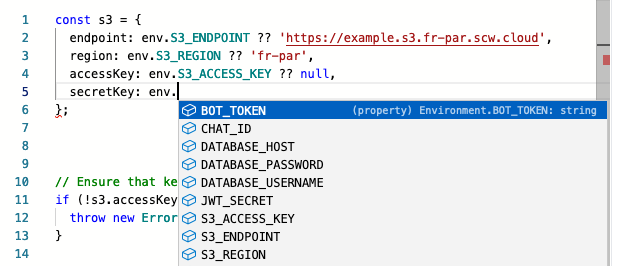 1 const s3 = {
2 endpoint: env.S3_ENDPOINT ?? 'https://example.s3.fr-par.scw.cloud',
3 region: env.S3_REGION ?? 'fr-par',
4 accessKey: env.S3_ACCESS_KEY ?? null,
5 secretKey: env.
6 };
BOT_TOKEN (property) Environment.BOT_TOKEN: string
7
CHAT_ID
8
DATABASE_HOST
9
DATABASE_PASSWORD
10 // Ensure that ke
DATABASE_USERNAME
11 if (!s3.accessKey
JWT_SECRET
12 throw new Error
S3_ACCESS_KEY
13 }
S3_ENDPOINT
14
S3_REGION